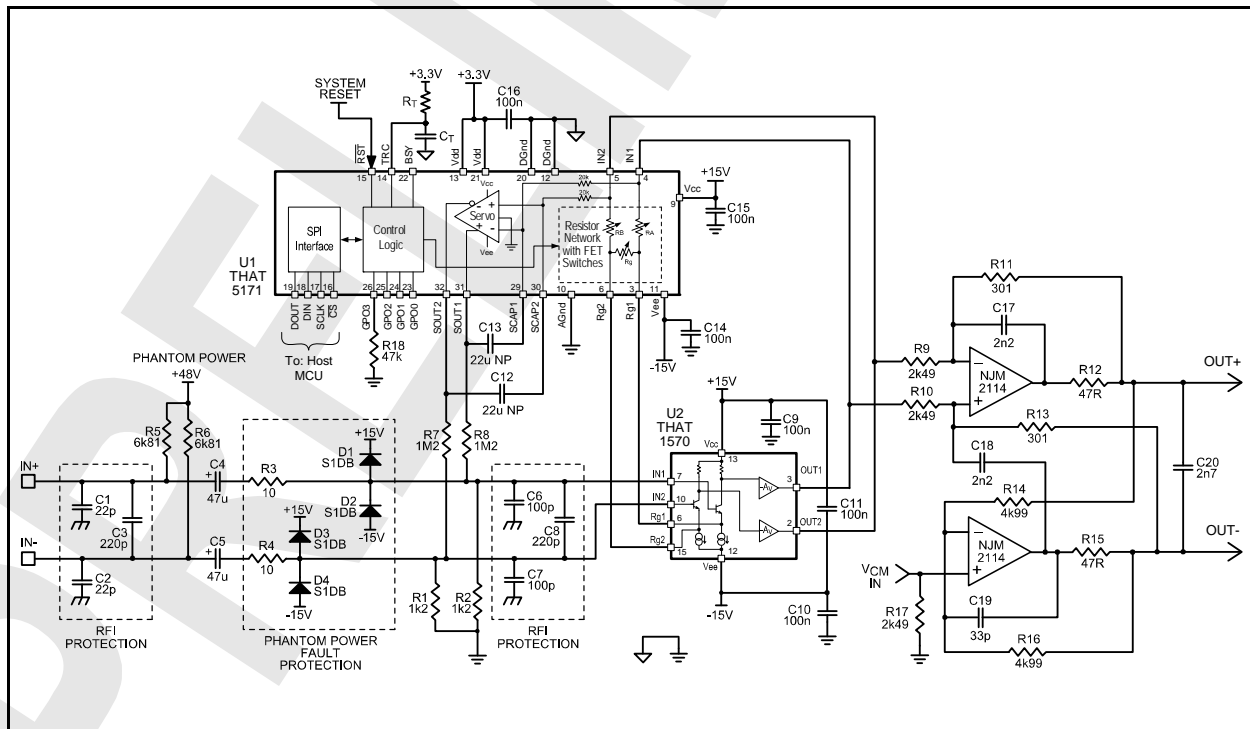 SYSTEM
RESET
+3.3V
R_T
C_T
+3.3V
C16
100n
RST
TRC
BSY
Vdd
Vdd
DGnd
DGnd
IN2
IN1
15
14
22
13
21
20
12
5
4
Vcc
20k
20k
Servo
Vee
SPI
Interface
Control
Logic
Resistor
Network
with FET
Switches
RB
RA
Rg
Vcc
9
+15V
C15
100n
U1
THAT
5171
19
18
17
16
26
25
24
23
32
31
29
30
10
6
3
11
DOUT
DIN
SCLK
CS
GPO3
GPO2
GPO1
GPO0
SOUT2
SOUT1
SCAP1
SCAP2
AGnd
Rg2
Rg1
Vee
To: Host
MCU
R18
47k
C13
22u NP
C12
22u NP
C14
100n
-15V
PHANTOM POWER
+48V
R5
6k81
R6
6k81
R7
1M2
R8
1M2
IN+
IN-
C1
22p
C3
220p
C2
22p
RFI
PROTECTION
+
C4
47u
+
C5
47u
R3
10
R4
10
+15V
D1
S1DB
D2
S1DB
-15V
+15V
D3
S1DB
D4
S1DB
-15V
PHANTOM POWER
FAULT
PROTECTION
R1
1k2
R2
1k2
C6
100p
C8
220p
C7
100p
RFI
PROTECTION
U2
THAT
1570
+15V
C9
100n
Vcc
13
IN1
7
IN2
10
Rg1
6
Rg2
15
-Av
-Av
OUT1
3
OUT2
2
12
Vee
-15V
C11
100n
C10
100n
R9
2k49
R10
2k49
R11
301
C17
2n2
NJM
2114
R12
47R
R13
301
C18
2n2
R14
4k99
C20
2n7
OUT+
OUT-
V_CM
IN
R17
2k49
NJM
2114
R15
47R
C19
33p
R16
4k99